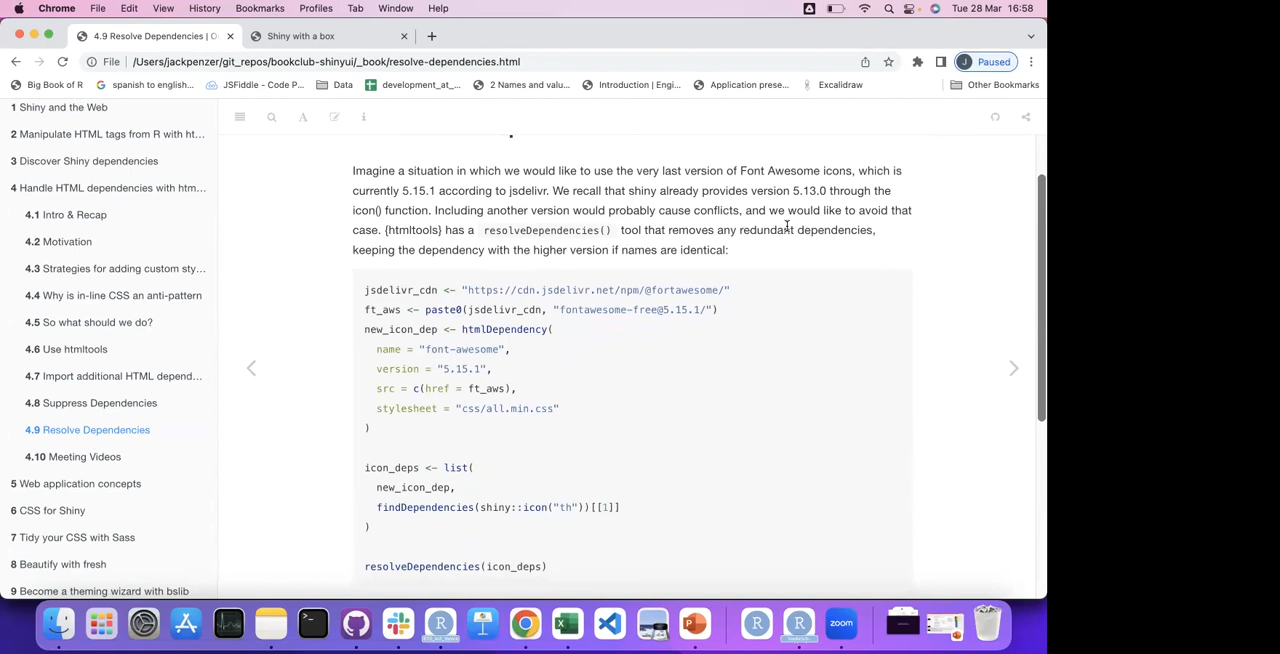 Chrome File Edit View History Bookmarks Profiles Tab Window Help Tue 28 Mar 16:58
4.9 Resolve Dependencies | O Shiny with a box
File /Users/jackpenzer/git_repos/bookclub-shinyui/_book/resolve-dependencies.html J Paused
Big Book of R spanish to english... JSFiddle - Code P... Data development_at_... 2 Names and valu... Introduction | Engi... Application prese... Excalidraw Other Bookmarks
1 Shiny and the Web
2 Manipulate HTML tags from R with ht...
3 Discover Shiny dependencies
4 Handle HTML dependencies with htm...
4.1 Intro & Recap
4.2 Motivation
4.3 Strategies for adding custom sty...
4.4 Why is in-line CSS an anti-pattern
4.5 So what should we do?
4.6 Use htmltools
4.7 Import additional HTML depend...
4.8 Suppress Dependencies
4.9 Resolve Dependencies
4.10 Meeting Videos
5 Web application concepts
6 CSS for Shiny
7 Tidy your CSS with Sass
8 Beautify with fresh
9 Become a theming wizard with bslib
Imagine a situation in which we would like to use the very last version of Font Awesome icons, which is
currently 5.15.1 according to jsdelivr. We recall that shiny already provides version 5.13.0 through the
icon() function. Including another version would probably cause conflicts, and we would like to avoid that
case. {htmltools} has a resolveDependencies() tool that removes any redundant dependencies,
keeping the dependency with the higher version if names are identical:
jsdelivr_cdn <- "https://cdn.jsdelivr.net/npm/@fortawesome/"
ft_aws <- paste0(jsdelivr_cdn, "fontawesome-free@5.15.1/")
new_icon_dep <- htmlDependency(
name = "font-awesome",
version = "5.15.1",
src = c(href = ft_aws),
stylesheet = "css/all.min.css"
)
icon_deps <- list(
new_icon_dep,
findDependencies(shiny::icon("th"))[[1]]
)
resolveDependencies(icon_deps)
zoom